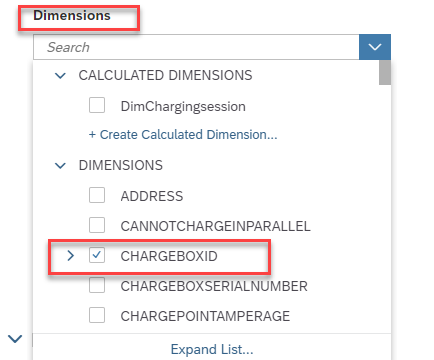 Dimensions
Search
CALCULATED DIMENSIONS
DimChargingsession
+ Create Calculated Dimension...
DIMENSIONS
ADDRESS
CANNOTCHARGEINPARALLEL
CHARGEBOXID
CHARGEBOXSERIALNUMBER
CHARGEPOINTAMPERAGE
Expand List...